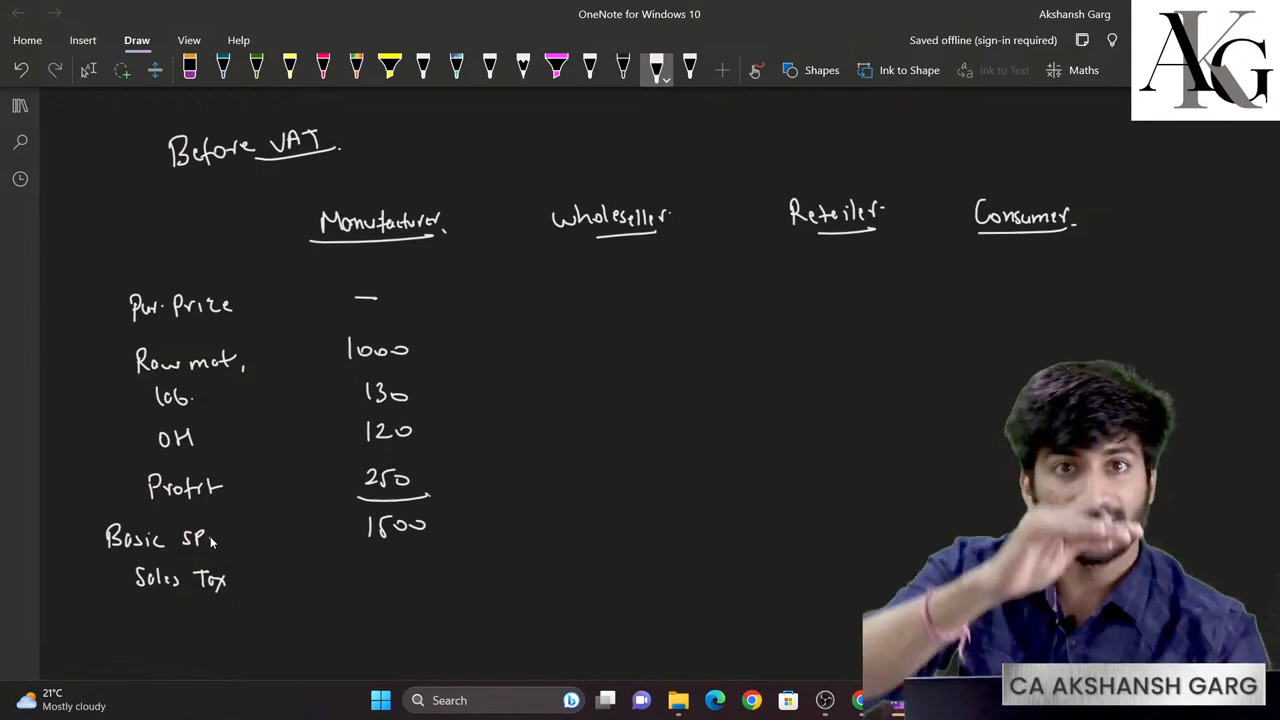 OneNote for Windows 10
Akshansh Garg
Home Insert Draw View Help
Saved offline (sign-in required)
Shapes Ink to Shape Ink to Text Maths
AKG
Before VAT.
Manufacturer, Wholeseller Retailer Consumer
Pur. Price —
Raw mat, 1000
lab. 130
OH 120
Profit 250
Basic SP 1500
Sales Tax
CA AKSHANSH GARG
21°C
Mostly cloudy
Search